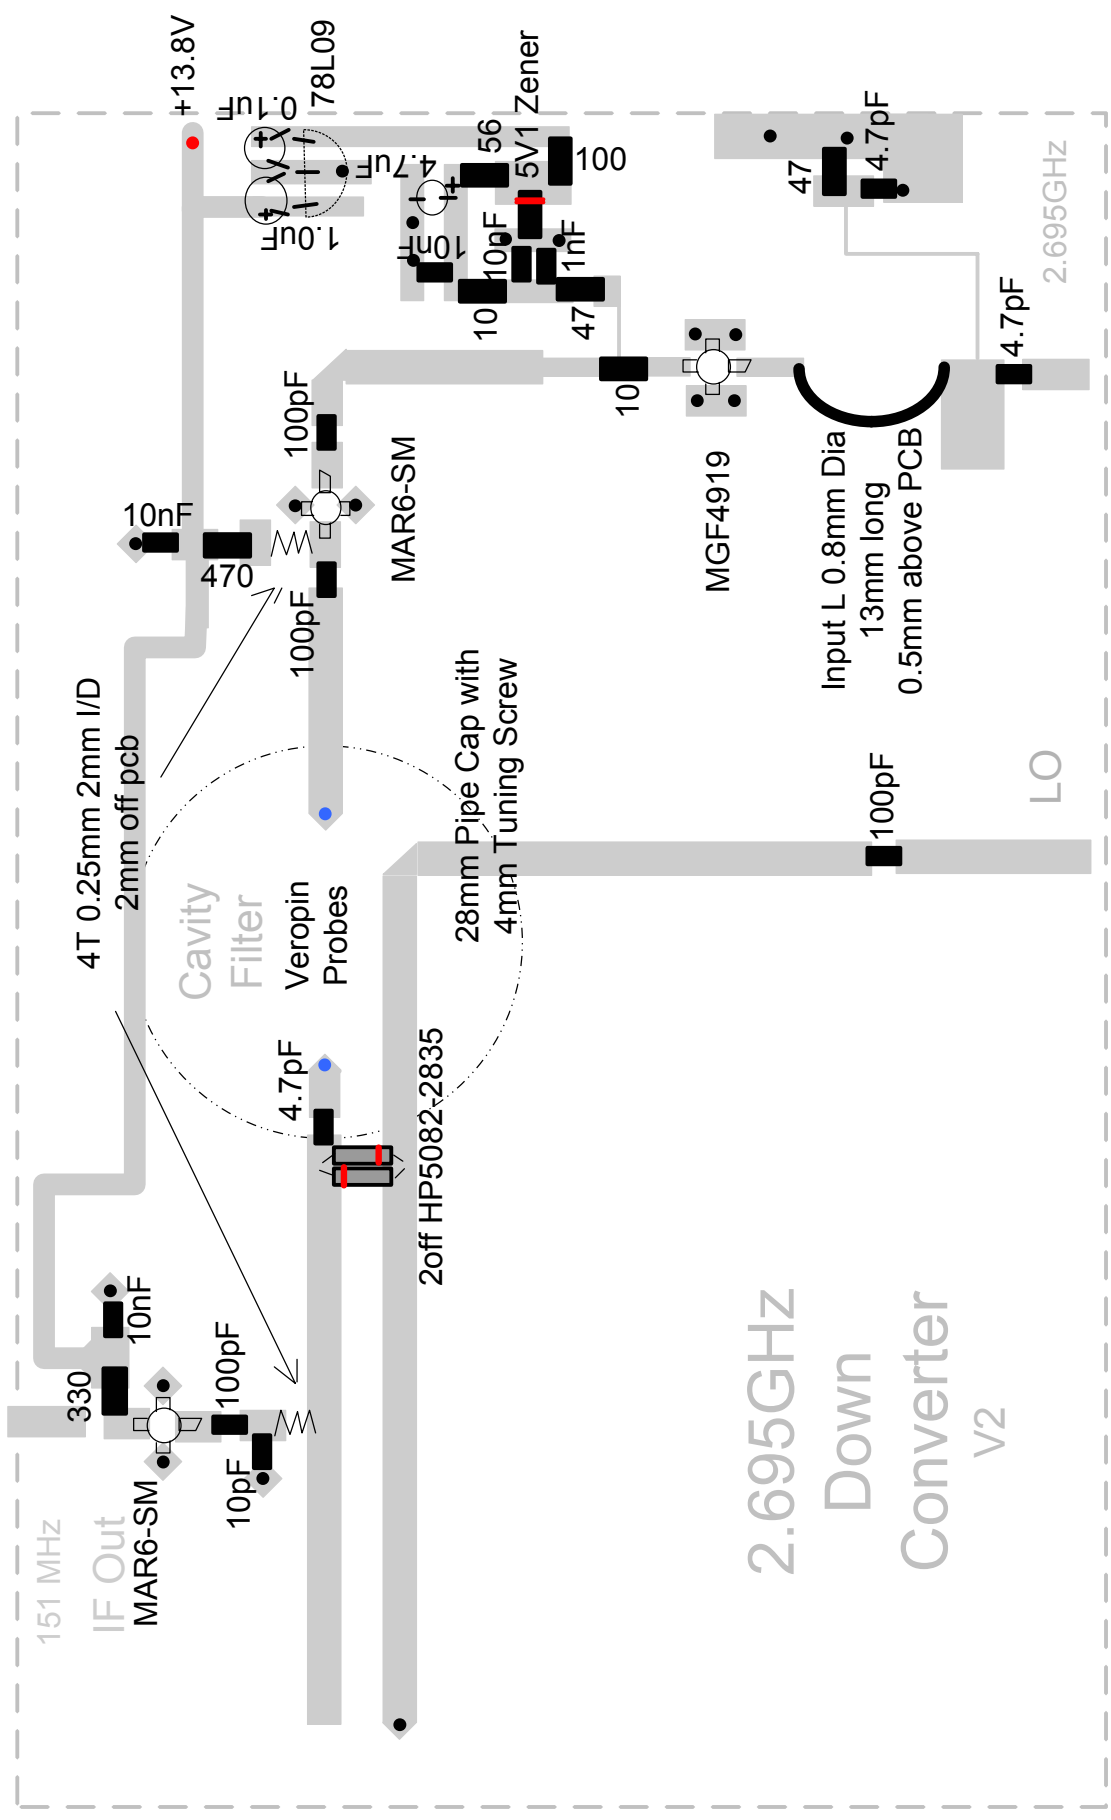 +13.8V
0.1uF
78L09
1.0uF
4.7uF
56
5V1 Zener
100
10nF
10nF
1nF
10
47
47
4.7pF
2.695GHz
4.7pF
10
100pF
MAR6-SM
10nF
470
100pF
MGF4919
Input L 0.8mm Dia
13mm long
0.5mm above PCB
4T 0.25mm 2mm I/D
2mm off pcb
Cavity
Filter
Veropin
Probes
28mm Pipe Cap with
4mm Tuning Screw
100pF
LO
4.7pF
2off HP5082-2835
10nF
330
100pF
10pF
151 MHz
IF Out
MAR6-SM
2.695GHz
Down
Converter
V2